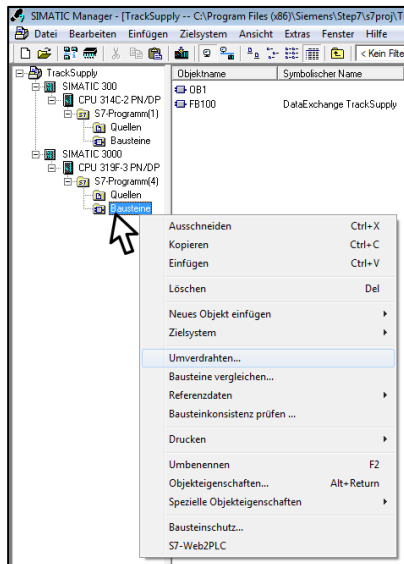 SIMATIC Manager - [TrackSupply -- C:\Program Files (x86)\Siemens\Step7\s7proj\T
Datei Bearbeiten Einfügen Zielsystem Ansicht Extras Fenster Hilfe
< Kein Filte
TrackSupply
SIMATIC 300
CPU 314C-2 PN/DP
S7-Programm(1)
Quellen
Bausteine
SIMATIC 3000
CPU 319F-3 PN/DP
S7-Programm(4)
Quellen
Bausteine
Objektname Symbolischer Name
OB1
FB100 DataExchange TrackSupply
Ausschneiden Ctrl+X
Kopieren Ctrl+C
Einfügen Ctrl+V
Löschen Del
Neues Objekt einfügen
Zielsystem
Umverdrahten...
Bausteine vergleichen...
Referenzdaten
Bausteinkonsistenz prüfen ...
Drucken
Umbenennen F2
Objekteigenschaften... Alt+Return
Spezielle Objekteigenschaften
Bausteinschutz...
S7-Web2PLC